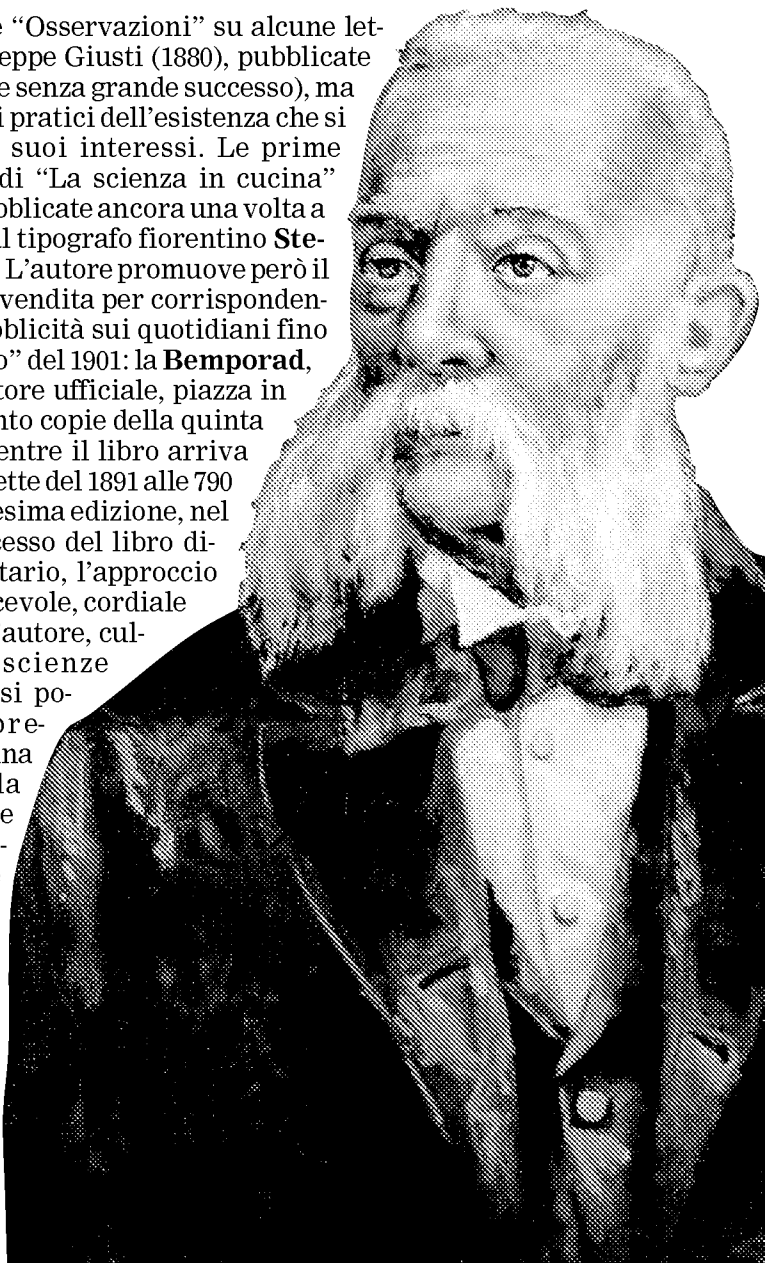 e “Osservazioni” su alcune let-
eppe Giusti (1880), pubblicate
e senza grande successo), ma
i pratici dell’esistenza che si
suoi interessi. Le prime
di “La scienza in cucina”
bblicate ancora una volta a
al tipografo fiorentino Ste-
L’autore promuove però il
vendita per corrisponden-
bblicità sui quotidiani fino
o” del 1901: la Bemporad,
tore ufficiale, piazza in
nto copie della quinta
entre il libro arriva
ette del 1891 alle 790
esima edizione, nel
cesso del libro di-
tario, l’approccio
cevole, cordiale
’autore, cul-
scienze
si po-
pre-
na
la
e
-